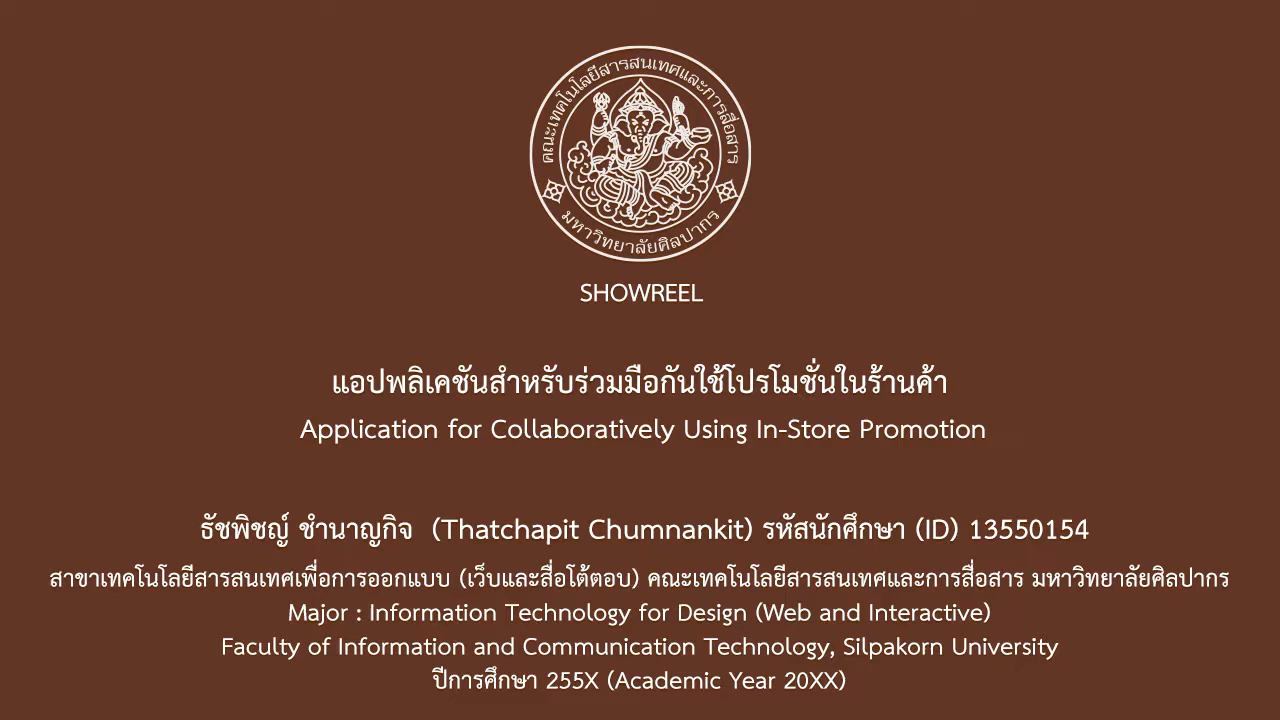 คณะเทคโนโลยีสารสนเทศและการสื่อสาร
มหาวิทยาลัยศิลปากร
SHOWREEL
แอปพลิเคชันสำหรับร่วมมือกันใช้โปรโมชั่นในร้านค้า
Application for Collaboratively Using In-Store Promotion
ธัชพิชญ์ ชำนาญกิจ (Thatchapit Chumnankit) รหัสนักศึกษา (ID) 13550154
สาขาเทคโนโลยีสารสนเทศเพื่อการออกแบบ (เว็บและสื่อโต้ตอบ) คณะเทคโนโลยีสารสนเทศและการสื่อสาร มหาวิทยาลัยศิลปากร
Major : Information Technology for Design (Web and Interactive)
Faculty of Information and Communication Technology, Silpakorn University
ปีการศึกษา 255X (Academic Year 20XX)